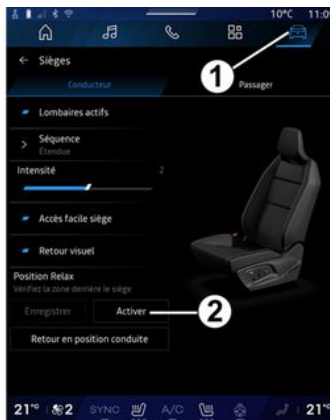 10°C 11:0
1
← Sièges
Conducteur
Passager
Lombaires actifs
Séquence
Étendue
Intensité 2
Accès facile siège
Retour visuel
Position Relax
Vérifiez la zone derrière le siège
Enregistrer
Activer
2
Retour en position conduite
21° 2 SYNC A/C 21°